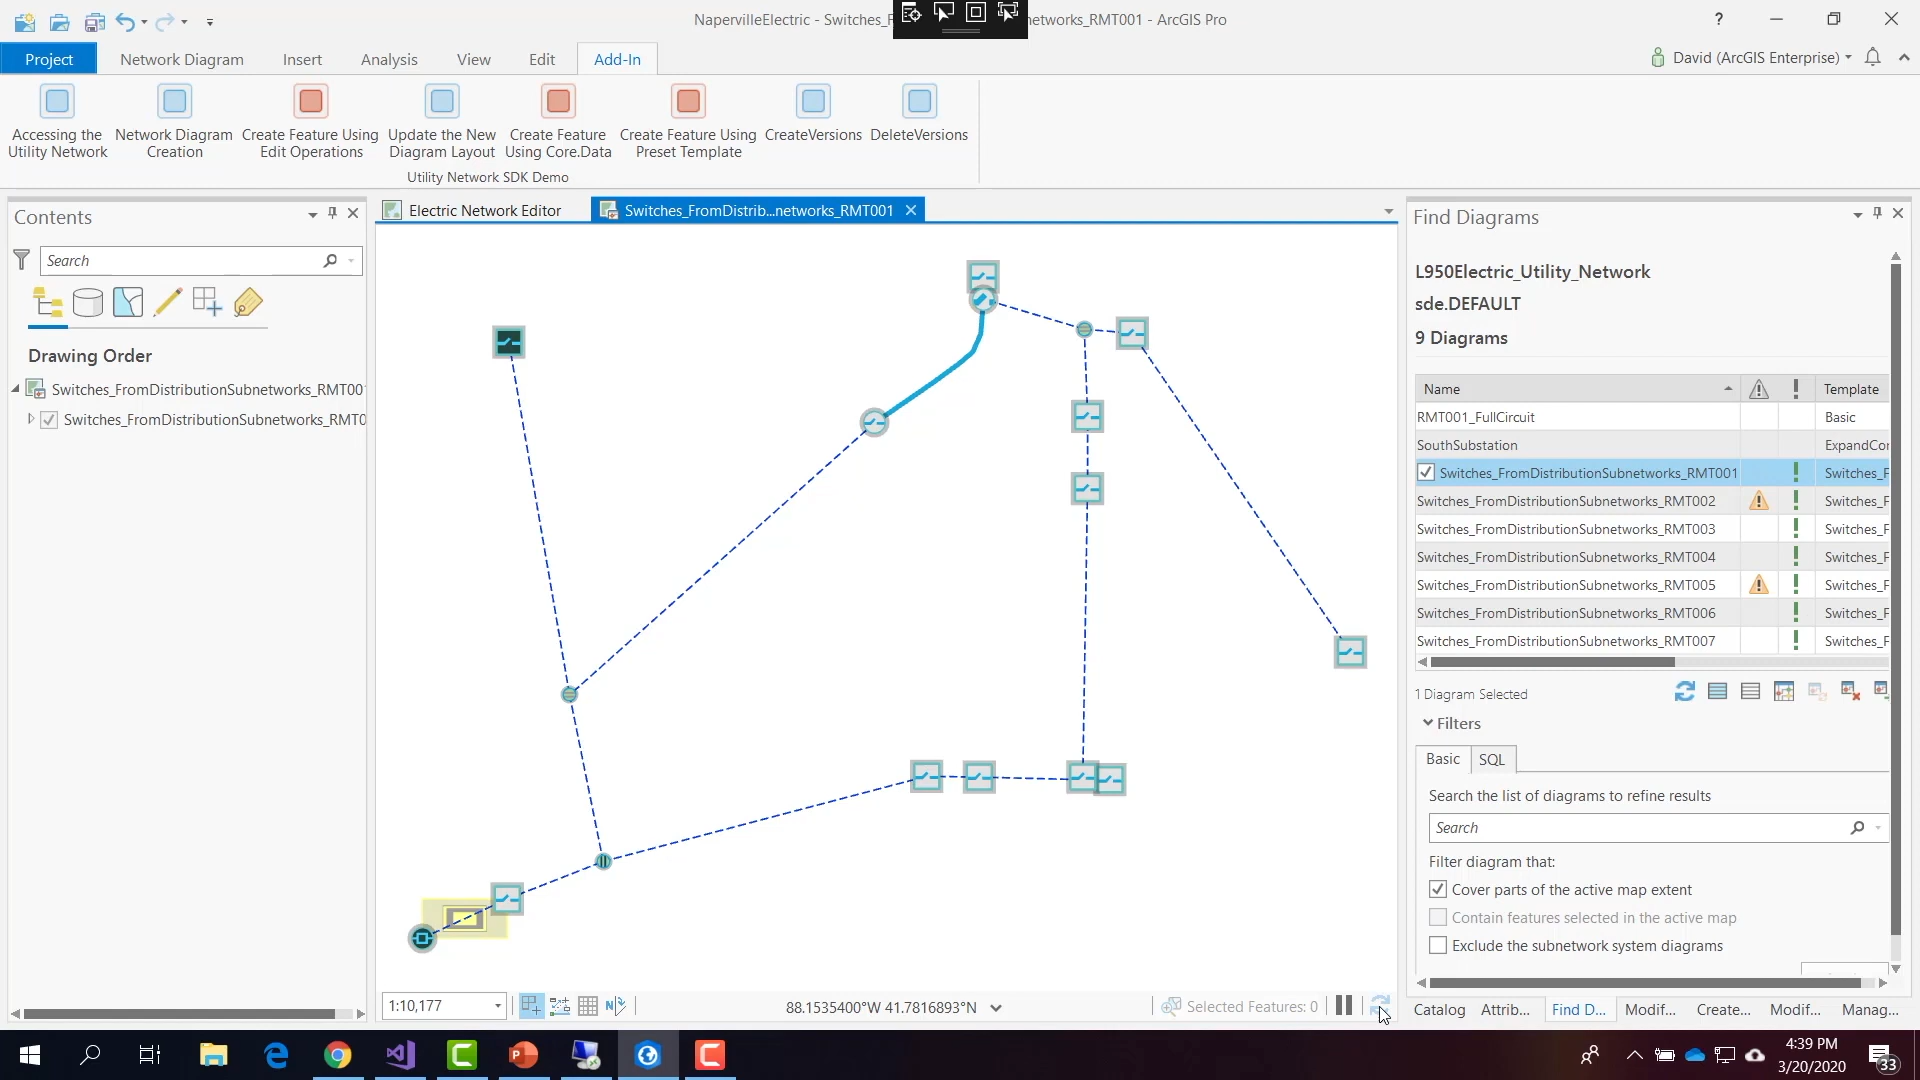 NapervilleElectric - Switches_F
etworks_RMT001 - ArcGIS Pro
?
Project
Network Diagram
Insert
Analysis
View
Edit
Add-In
David (ArcGIS Enterprise)
Accessing the
Utility Network
Network Diagram
Creation
Create Feature Using
Edit Operations
Update the New
Diagram Layout
Create Feature
Using Core.Data
Create Feature Using
Preset Template
CreateVersions
DeleteVersions
Utility Network SDK Demo
Contents
Search
Drawing Order
Switches_FromDistributionSubnetworks_RMT00
Switches_FromDistributionSubnetworks_RMT0
Electric Network Editor
Switches_FromDistrib...networks_RMT001
1:10,177
88.1535400°W 41.7816893°N
Selected Features: 0
Find Diagrams
L950Electric_Utility_Network
sde.DEFAULT
9 Diagrams
Name
Template
RMT001_FullCircuit
Basic
SouthSubstation
ExpandCor
Switches_FromDistributionSubnetworks_RMT001
Switches_F
Switches_FromDistributionSubnetworks_RMT002
Switches_F
Switches_FromDistributionSubnetworks_RMT003
Switches_F
Switches_FromDistributionSubnetworks_RMT004
Switches_F
Switches_FromDistributionSubnetworks_RMT005
Switches_F
Switches_FromDistributionSubnetworks_RMT006
Switches_F
Switches_FromDistributionSubnetworks_RMT007
Switches_F
1 Diagram Selected
Filters
Basic
SQL
Search the list of diagrams to refine results
Search
Filter diagram that:
Cover parts of the active map extent
Contain features selected in the active map
Exclude the subnetwork system diagrams
Catalog
Attrib...
Find D...
Modif...
Create...
Modif...
Manag...
4:39 PM
3/20/2020
33